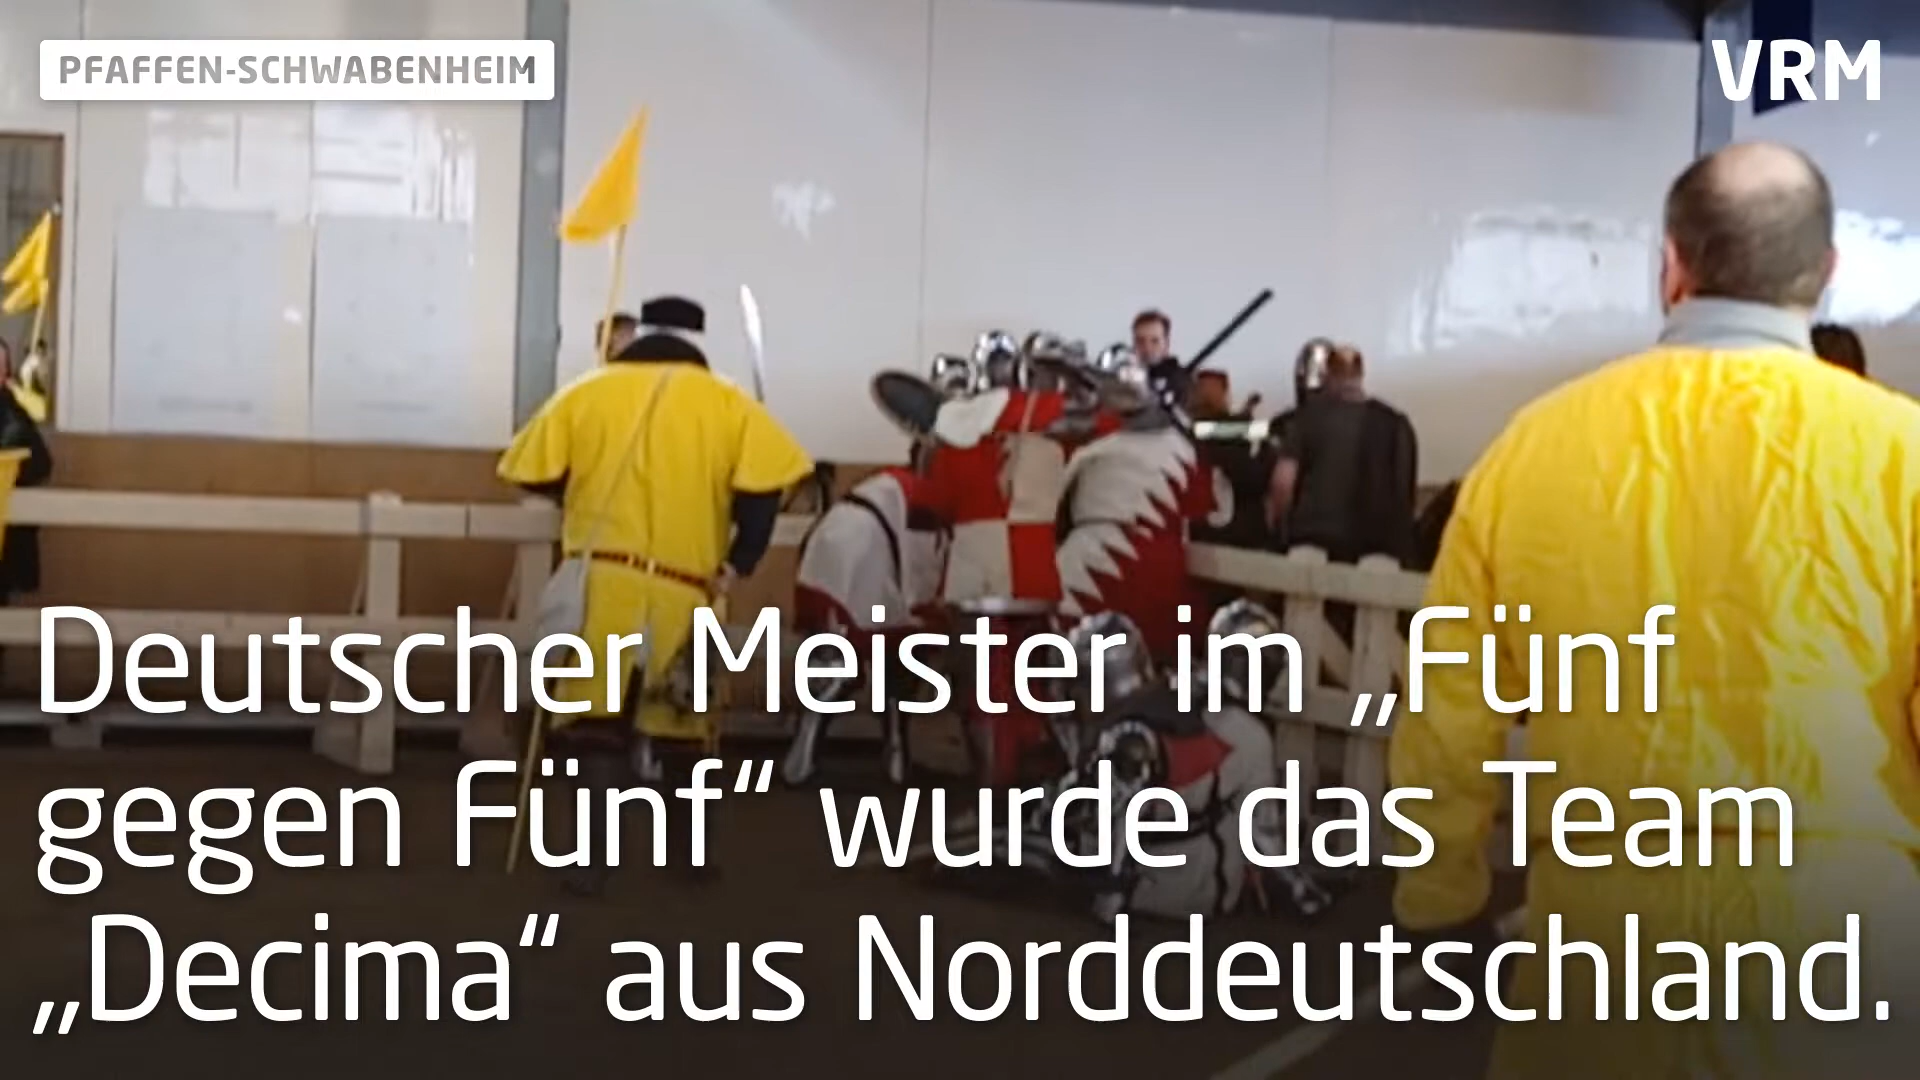 PFAFFEN-SCHWABENHEIM
VRM
Deutscher Meister im „Fünf
gegen Fünf“ wurde das Team
„Decima“ aus Norddeutschland.